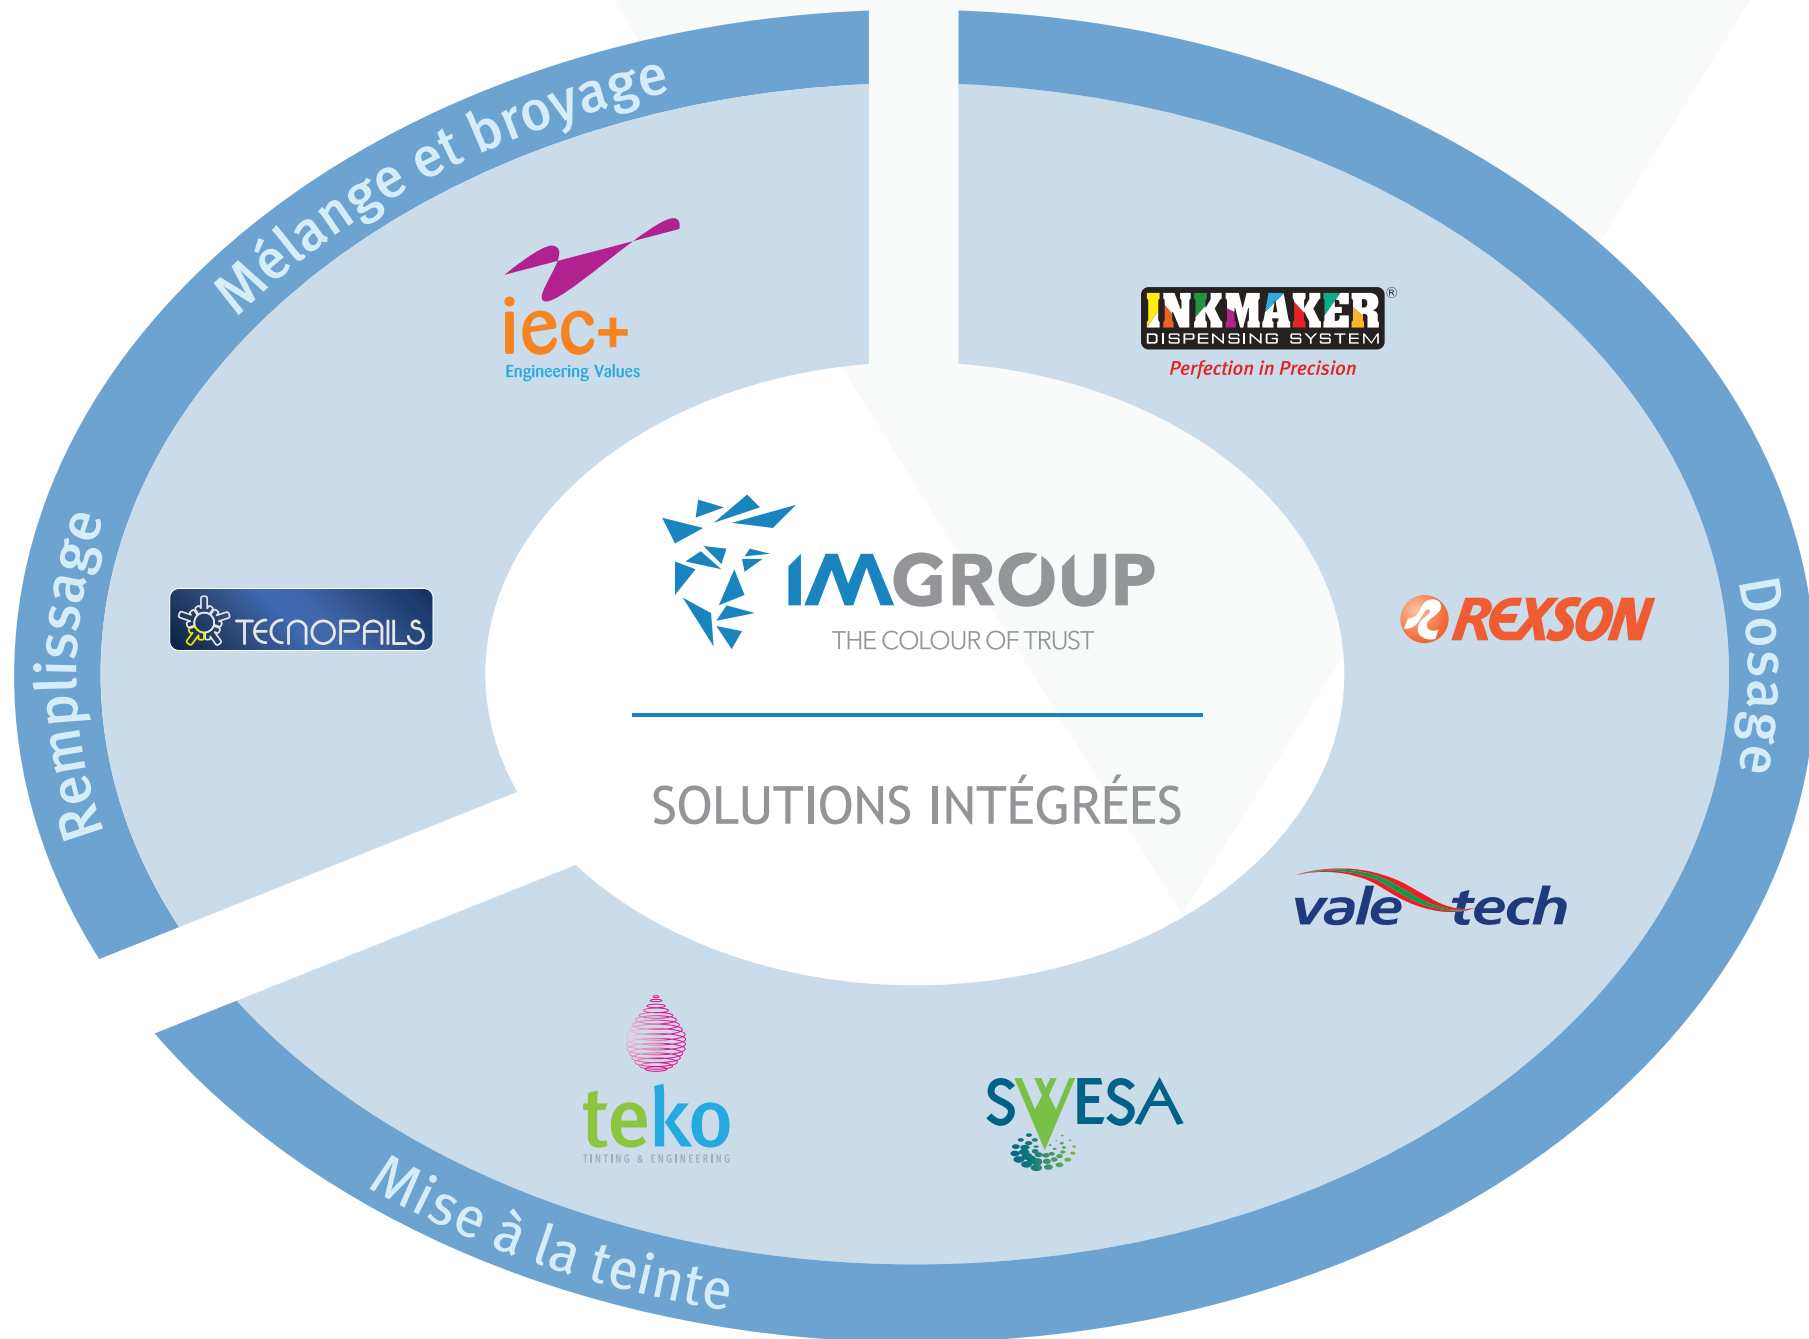 Mélange et broyage
iec+
Engineering Values
INKMAKER®
DISPENSING SYSTEM
Perfection in Precision
Remplissage
TECNOPAILS
IMGROUP
THE COLOUR OF TRUST
SOLUTIONS INTÉGRÉES
REXSON
Dosage
vale tech
teko
TINTING & ENGINEERING
SWESA
Mise à la teinte